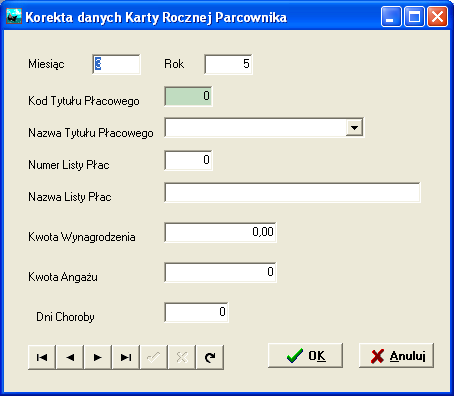 Korekta danych Karty Rocznej Parcownika
Miesiąc 3 Rok 5
Kod Tytułu Płacowego 0
Nazwa Tytułu Płacowego
Numer Listy Płac 0
Nazwa Listy Płac
Kwota Wynagrodzenia 0,00
Kwota Angażu 0
Dni Choroby 0
OK Anuluj